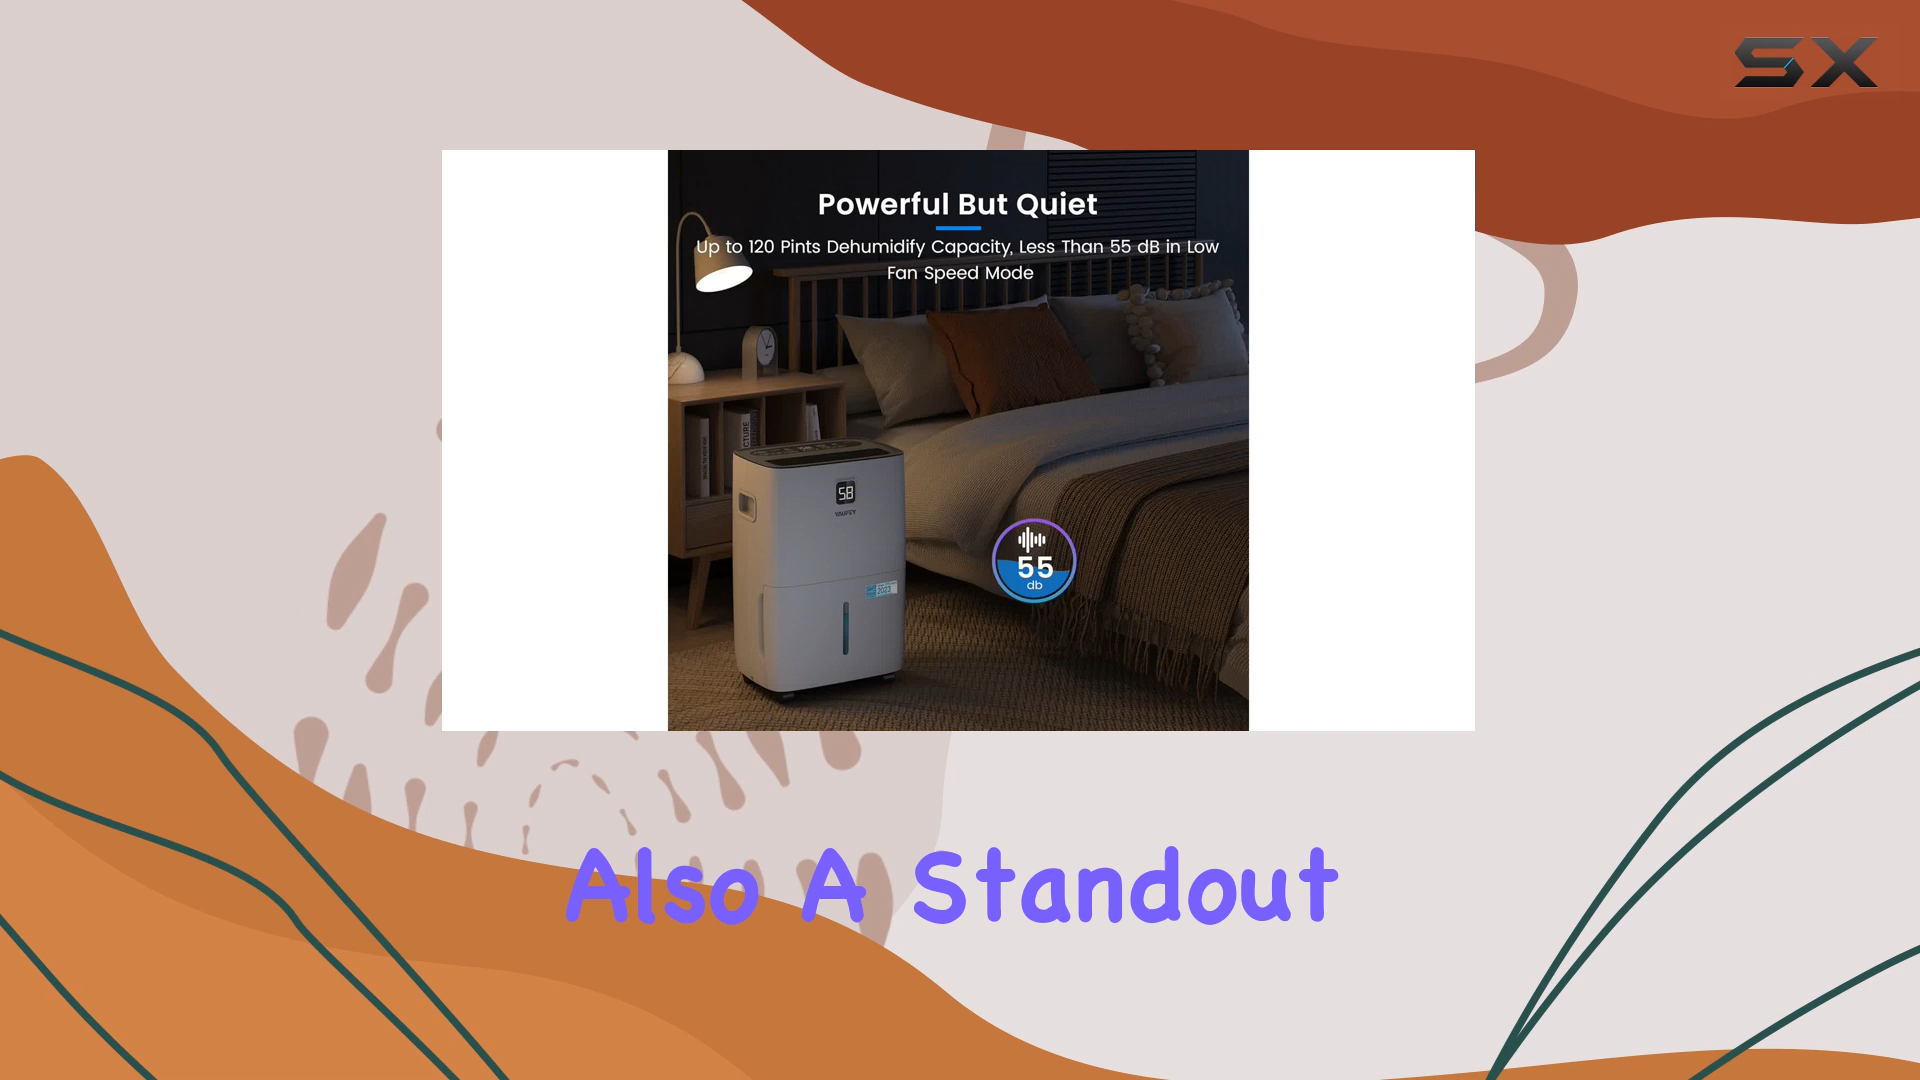 SX
Powerful But Quiet
Up to 120 Pints Dehumidify Capacity, Less Than 55 dB in Low
Fan Speed Mode
58
YAUFEY
55
db
Also A Standout